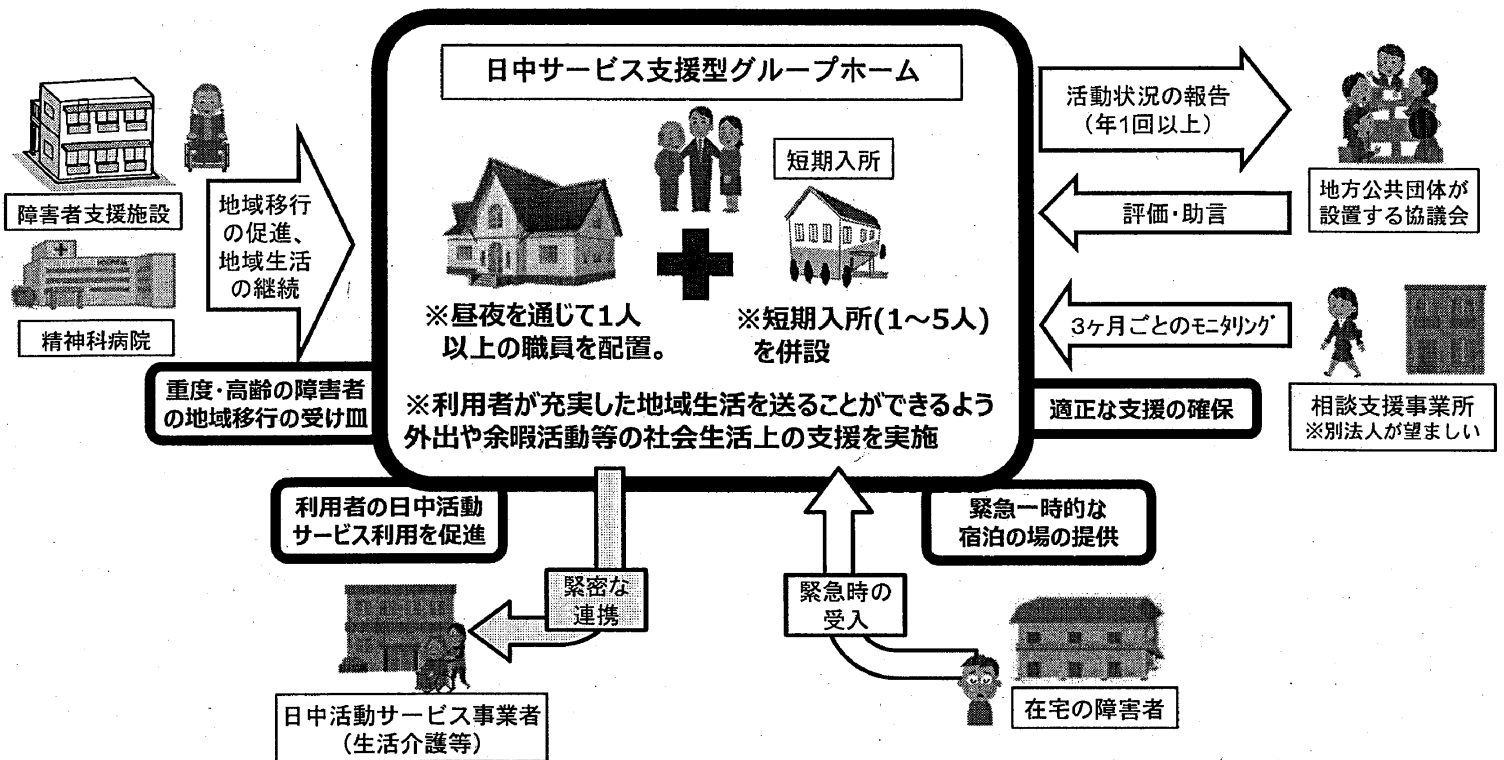 日中サービス支援型グループホーム
短期入所
※昼夜を通じて1人
以上の職員を配置。
※短期入所(1～5人)
を併設
※利用者が充実した地域生活を送ることができるよう
外出や余暇活動等の社会生活上の支援を実施
障害者支援施設
精神科病院
地域移行
の促進、
地域生活
の継続
重度・高齢の障害者
の地域移行の受け皿
活動状況の報告
（年1回以上）
地方公共団体が
設置する協議会
評価・助言
3ヶ月ごとのﾓﾆﾀﾘﾝｸﾞ
相談支援事業所
※別法人が望ましい
適正な支援の確保
利用者の日中活動
サービス利用を促進
緊急一時的な
宿泊の場の提供
緊密な
連携
緊急時の
受入
日中活動サービス事業者
（生活介護等）
在宅の障害者